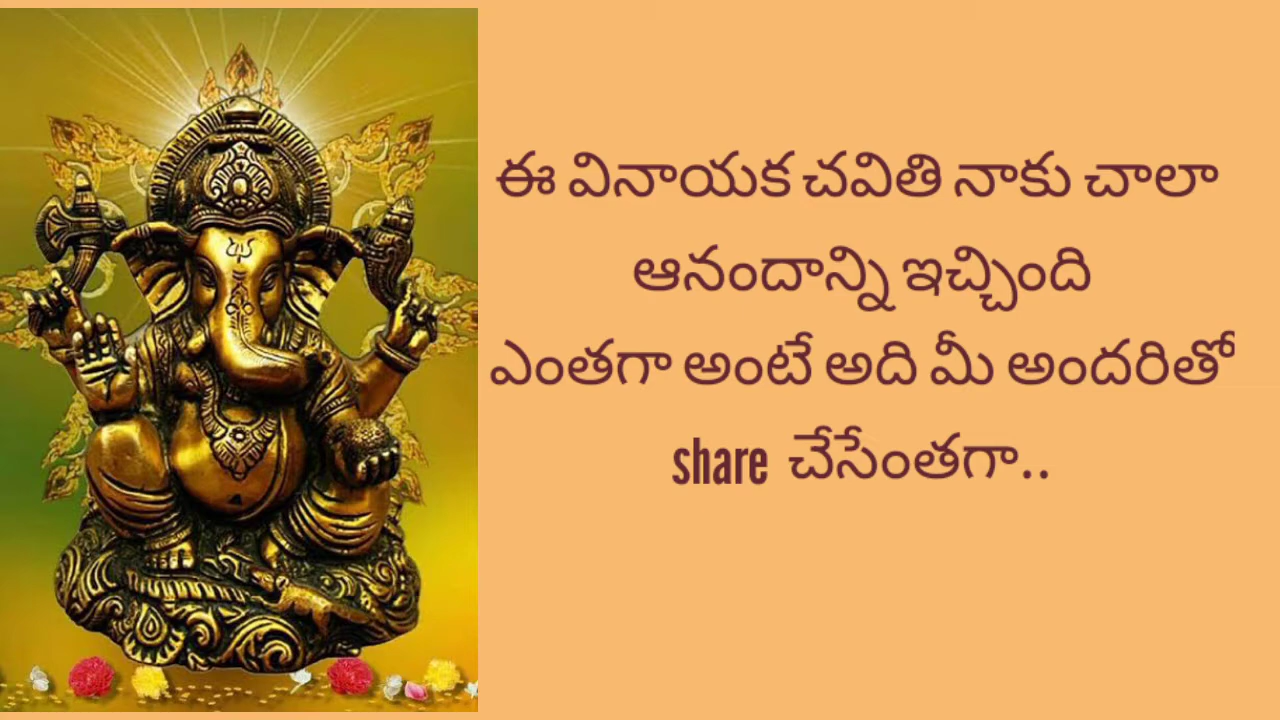 ఈ వినాయక చవితి నాకు చాలా
ఆనందాన్ని ఇచ్చింది
ఎంతగా అంటే అది మీ అందరితో
share చేసేంతగా..